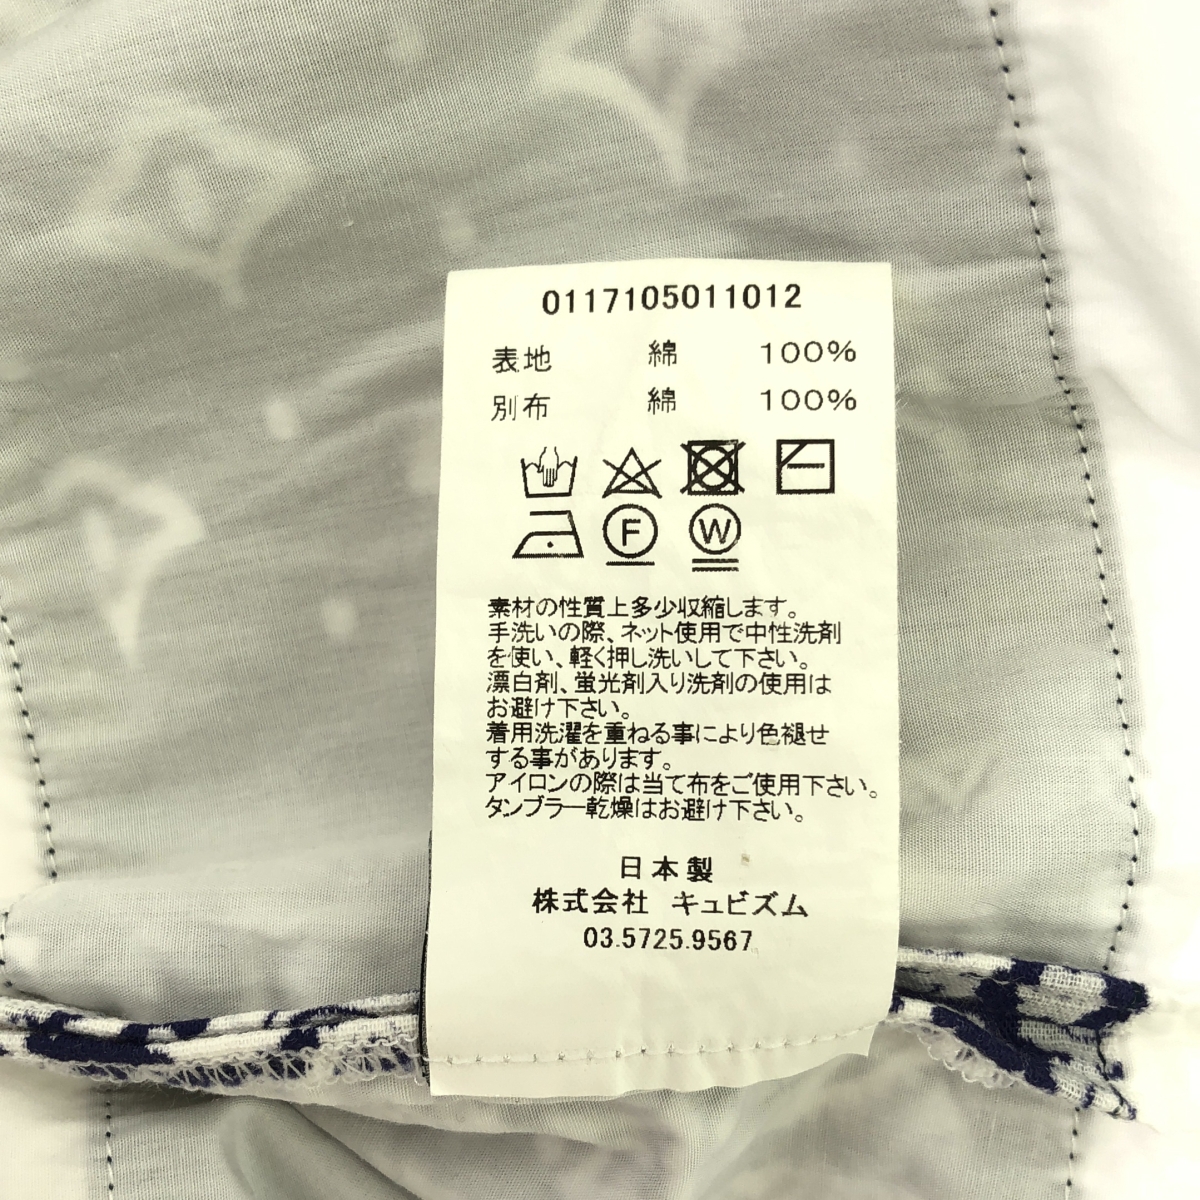 0117105011012
表地 綿 100%
別布 綿 100%
F W
素材の性質上多少収縮します。
手洗いの際、ネット使用で中性洗剤
を使い、軽く押し洗いして下さい。
漂白剤、蛍光剤入り洗剤の使用は
お避け下さい。
着用洗濯を重ねる事により色褪せ
する事があります。
アイロンの際は当て布をご使用下さい。
タンブラー乾燥はお避け下さい。
日本製
株式会社 キュビズム
03.5725.9567